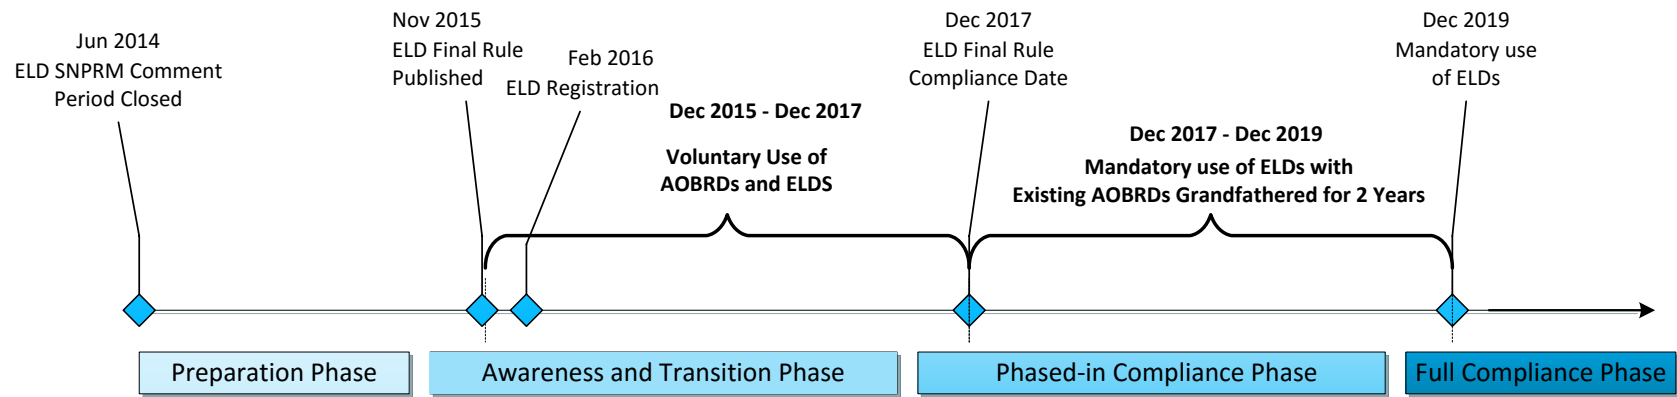 Jun 2014
ELD SNPRM Comment
Period Closed
Nov 2015
ELD Final Rule
Published
Feb 2016
ELD Registration
Dec 2015 - Dec 2017
Voluntary Use of
AOBRDs and ELDS
Dec 2017
ELD Final Rule
Compliance Date
Dec 2017 - Dec 2019
Mandatory use of ELDs with
Existing AOBRDs Grandfathered for 2 Years
Dec 2019
Mandatory use
of ELDs
Preparation Phase
Awareness and Transition Phase
Phased-in Compliance Phase
Full Compliance Phase